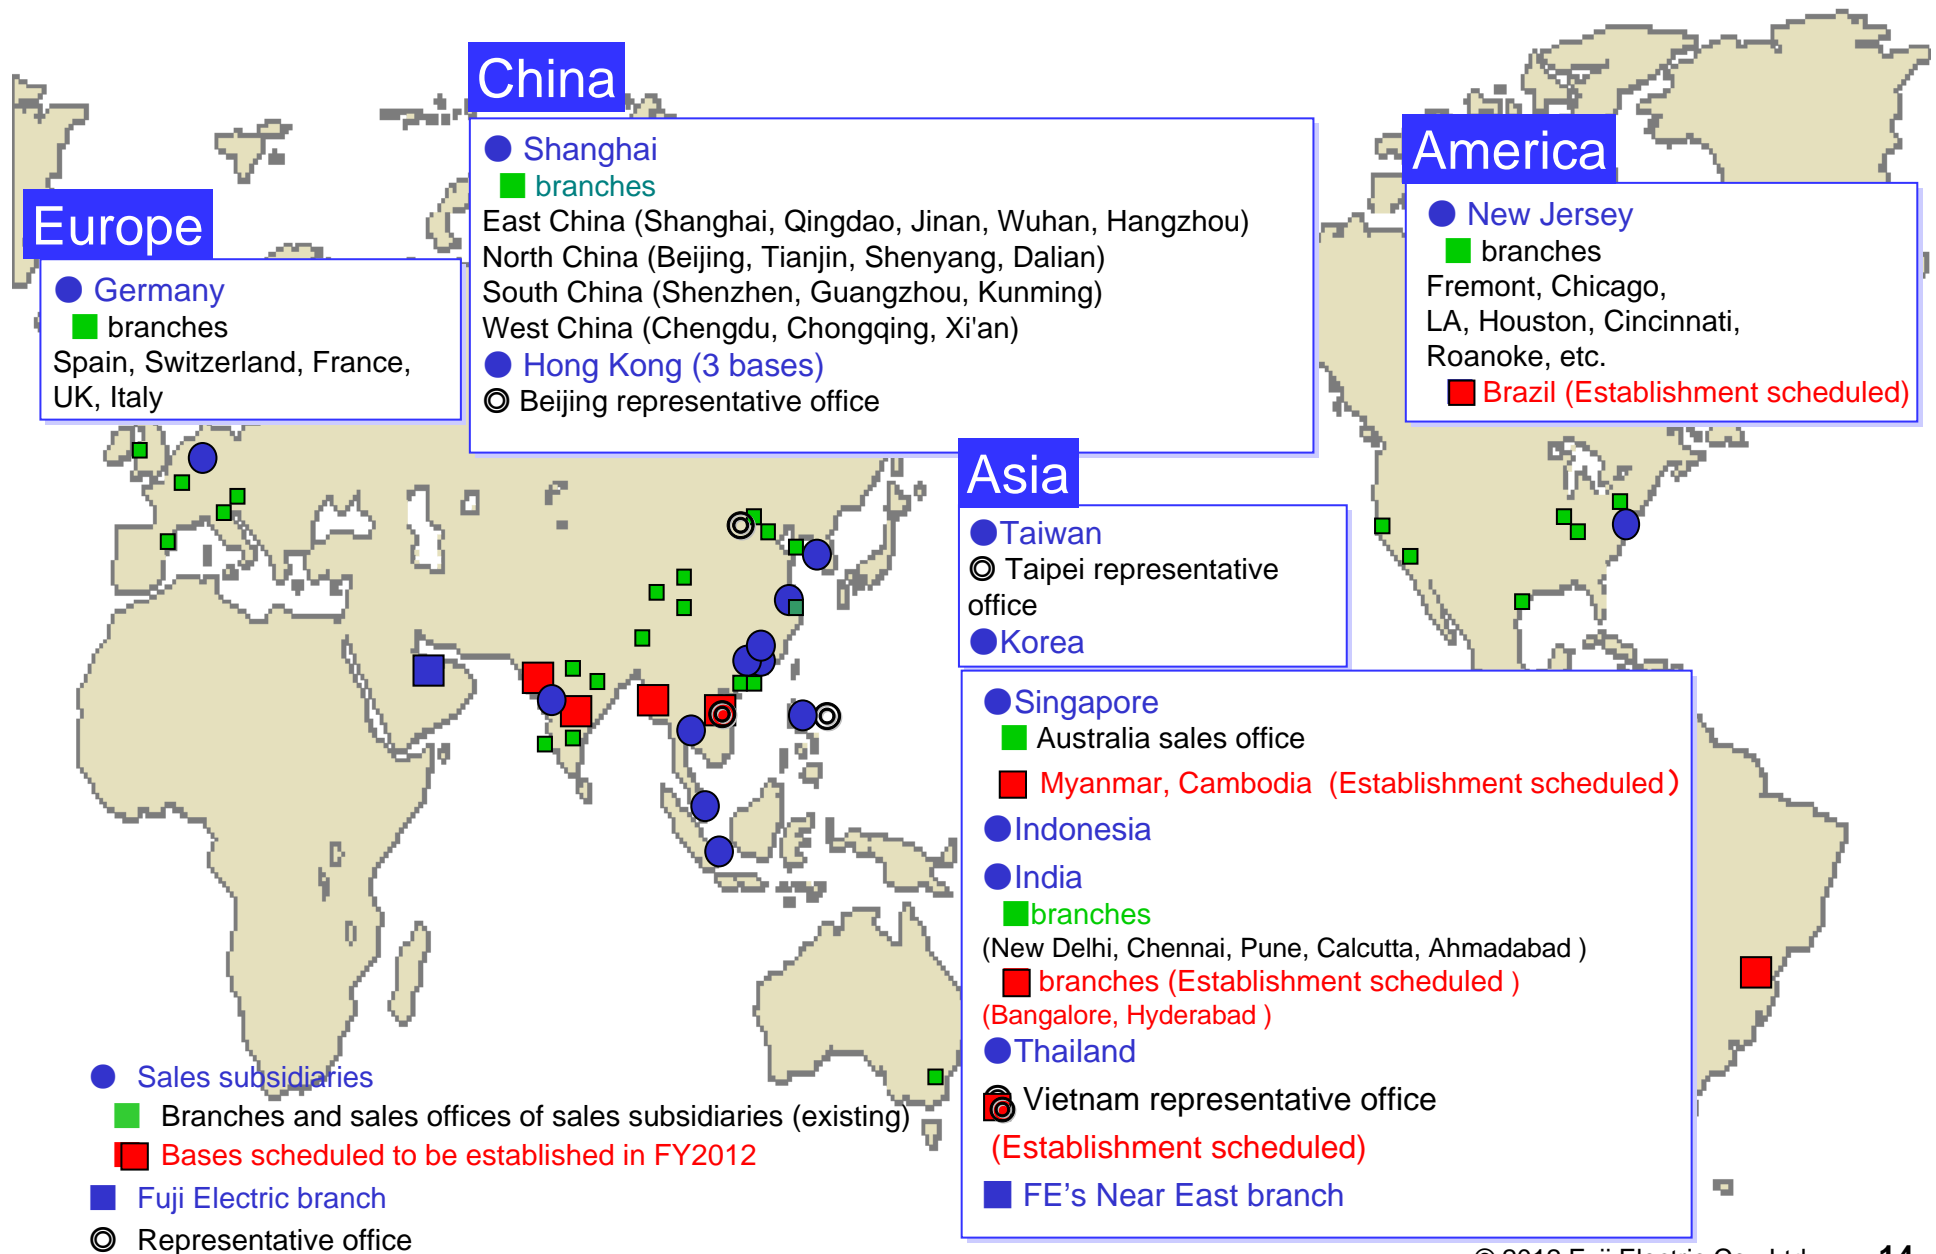 China
● Shanghai
■ branches
East China (Shanghai, Qingdao, Jinan, Wuhan, Hangzhou)
North China (Beijing, Tianjin, Shenyang, Dalian)
South China (Shenzhen, Guangzhou, Kunming)
West China (Chengdu, Chongqing, Xi'an)
● Hong Kong (3 bases)
◎ Beijing representative office
America
● New Jersey
■ branches
Fremont, Chicago,
LA, Houston, Cincinnati,
Roanoke, etc.
■ Brazil (Establishment scheduled)
Europe
● Germany
■ branches
Spain, Switzerland, France,
UK, Italy
Asia
●Taiwan
◎ Taipei representative
office
●Korea
●Singapore
■ Australia sales office
■ Myanmar, Cambodia (Establishment scheduled)
●Indonesia
●India
■branches
(New Delhi, Chennai, Pune, Calcutta, Ahmadabad )
■ branches (Establishment scheduled )
(Bangalore, Hyderabad )
●Thailand
◎ Vietnam representative office
(Establishment scheduled)
■ FE's Near East branch
● Sales subsidiaries
■ Branches and sales offices of sales subsidiaries (existing)
■ Bases scheduled to be established in FY2012
■ Fuji Electric branch
◎ Representative office